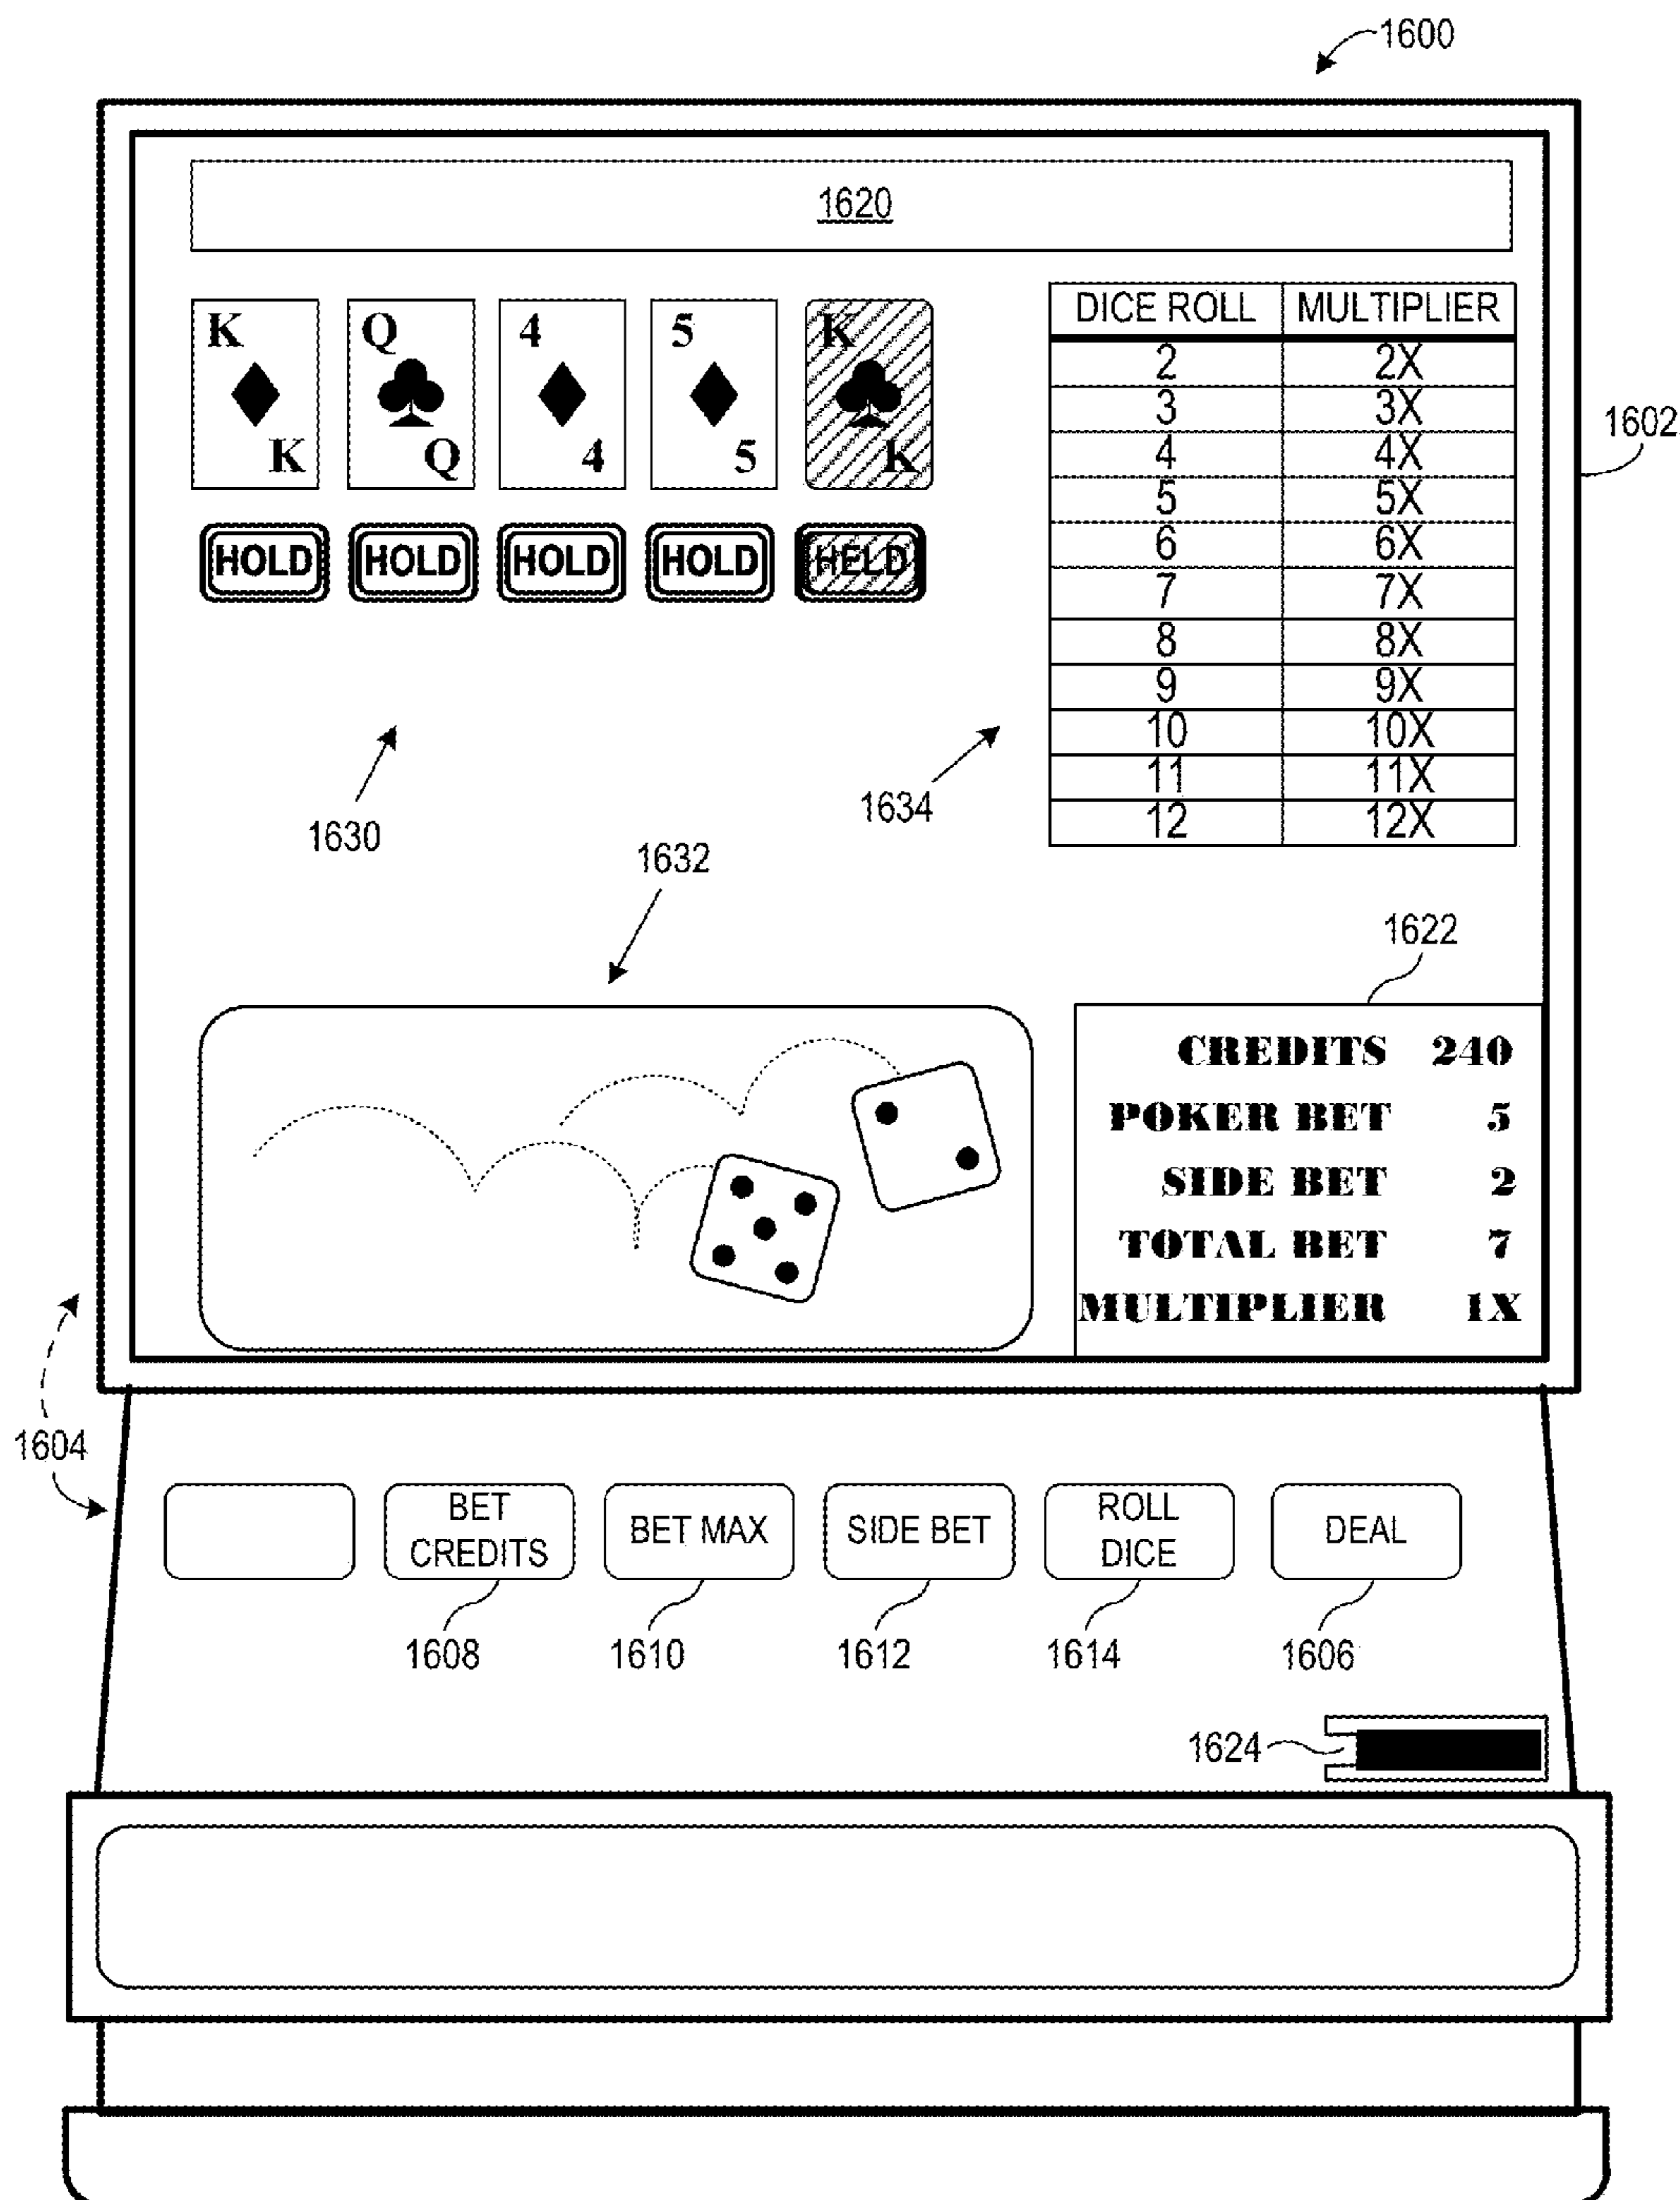 1600
1620
K
K
Q
Q
4
4
5
5
K
K
HOLD HOLD HOLD HOLD HELD
DICE ROLL MULTIPLIER
2 2X
3 3X
4 4X
5 5X
6 6X
7 7X
8 8X
9 9X
10 10X
11 11X
12 12X
1602
1630
1634
1632
1622
CREDITS 240
POKER BET 5
SIDE BET 2
TOTAL BET 7
MULTIPLIER 1X
1604
BET
CREDITS
BET MAX
SIDE BET
ROLL
DICE
DEAL
1608
1610
1612
1614
1606
1624